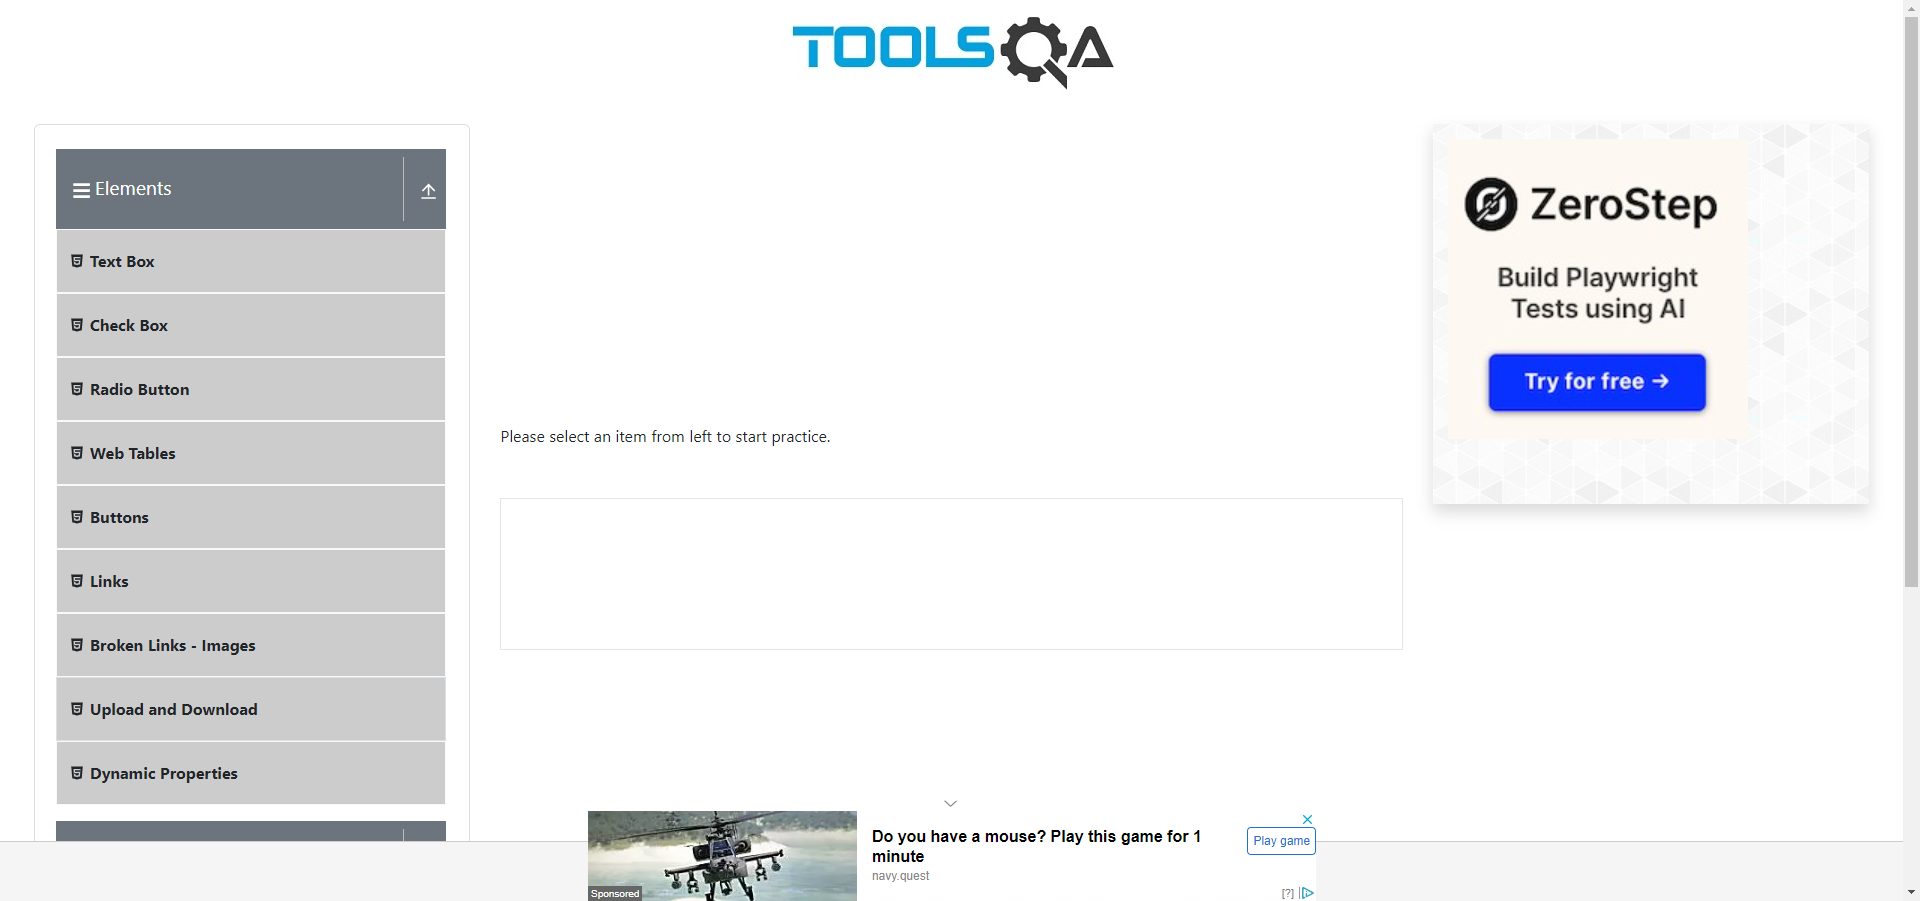 TOOLSQA
Elements
Text Box
Check Box
Radio Button
Web Tables
Buttons
Links
Broken Links - Images
Upload and Download
Dynamic Properties
Please select an item from left to start practice.
ZeroStep
Build Playwright
Tests using AI
Try for free →
Do you have a mouse? Play this game for 1
minute
navy.quest
Play game
Sponsored
[?]